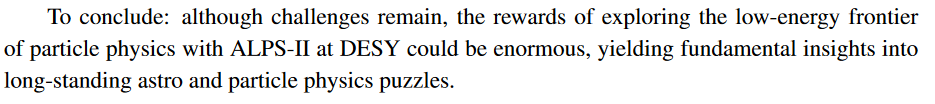 To conclude: although challenges remain, the rewards of exploring the low-energy frontier
of particle physics with ALPS-II at DESY could be enormous, yielding fundamental insights into
long-standing astro and particle physics puzzles.